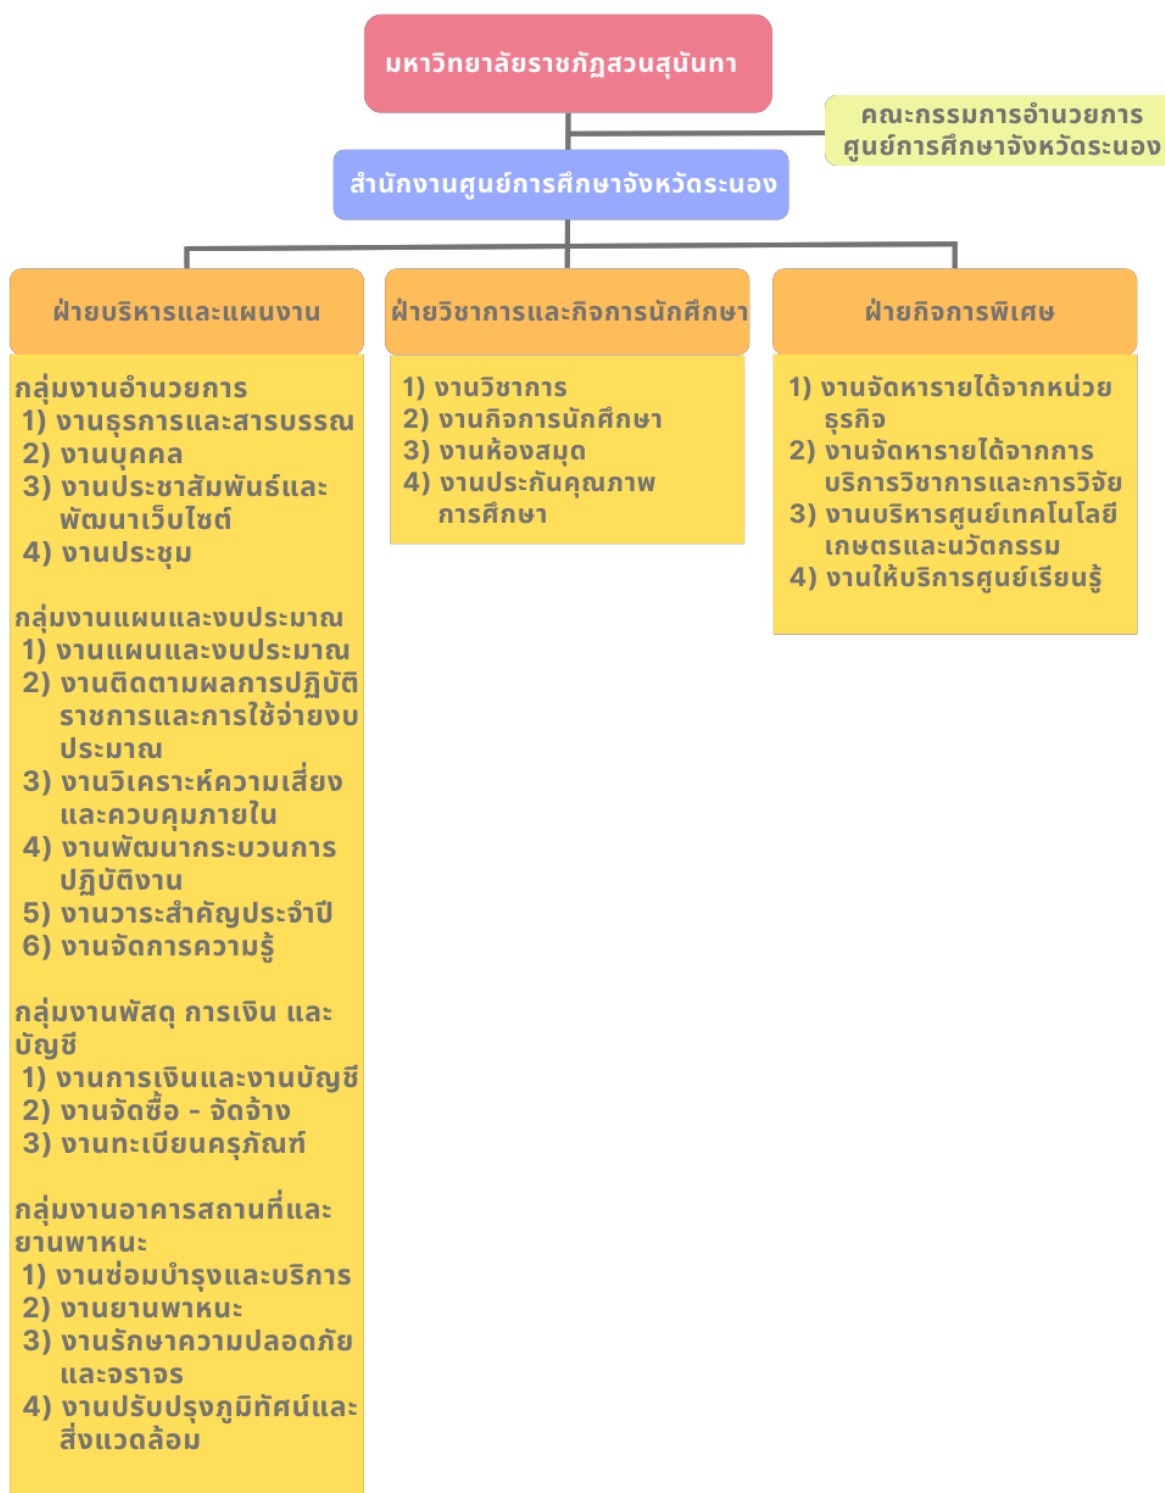 มหาวิทยาลัยราชภัฏสวนสุนันทา
คณะกรรมการอำนวยการ
ศูนย์การศึกษาจังหวัดระนอง
สำนักงานศูนย์การศึกษาจังหวัดระนอง
ฝ่ายบริหารและแผนงาน
กลุ่มงานอำนวยการ
1) งานธุรการและสารบรรณ
2) งานบุคคล
3) งานประชาสัมพันธ์และ
พัฒนาเว็บไซต์
4) งานประชุม
กลุ่มงานแผนและงบประมาณ
1) งานแผนและงบประมาณ
2) งานติดตามผลการปฏิบัติ
ราชการและการใช้จ่ายงบ
ประมาณ
3) งานวิเคราะห์ความเสี่ยง
และควบคุมภายใน
4) งานพัฒนากระบวนการ
ปฏิบัติงาน
5) งานวาระสำคัญประจำปี
6) งานจัดการความรู้
กลุ่มงานพัสดุ การเงิน และ
บัญชี
1) งานการเงินและงานบัญชี
2) งานจัดซื้อ - จัดจ้าง
3) งานทะเบียนครุภัณฑ์
กลุ่มงานอาคารสถานที่และ
ยานพาหนะ
1) งานซ่อมบำรุงและบริการ
2) งานยานพาหนะ
3) งานรักษาความปลอดภัย
และจราจร
4) งานปรับปรุงภูมิทัศน์และ
สิ่งแวดล้อม
ฝ่ายวิชาการและกิจการนักศึกษา
1) งานวิชาการ
2) งานกิจการนักศึกษา
3) งานห้องสมุด
4) งานประกันคุณภาพ
การศึกษา
ฝ่ายกิจการพิเศษ
1) งานจัดหารายได้จากหน่วย
ธุรกิจ
2) งานจัดหารายได้จากการ
บริการวิชาการและการวิจัย
3) งานบริหารศูนย์เทคโนโลยี
เกษตรและนวัตกรรม
4) งานให้บริการศูนย์เรียนรู้